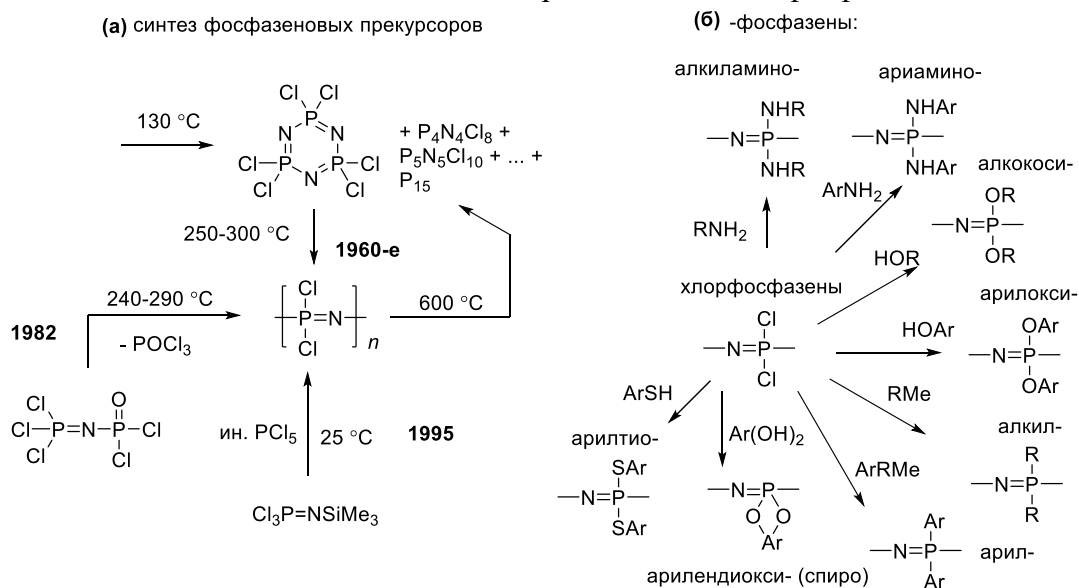 (а) синтез фосфазеновых прекурсоров
130 °C
Cl
Cl
P
N
N
Cl
P
P
Cl
Cl
N
Cl
+ P4N4Cl8 +
P5N5Cl10 + ... +
P15
250-300 °C
1960-е
240-290 °C
1982
- POCl3
Cl
P=N
Cl
n
600 °C
Cl
O
Cl
P=N
P
Cl
Cl
Cl
ин. PCl5
25 °C
1995
Cl3P=NSiMe3
(б) -фосфазены:
алкиламино-
ариамино-
NHR
N=P
NHR
NHAr
N=P
NHAr
алкокоси-
OR
N=P
OR
RNH2
ArNH2
HOR
хлорфосфазены
Cl
N=P
Cl
арилокси-
HOAr
OAr
N=P
OAr
ArSH
Ar(OH)2
RMe
ArRMe
арилтио-
SAr
N=P
SAr
N=P
O
O
Ar
арилендиокси- (спиро)
алкил-
R
N=P
R
Ar
N=P
Ar
арил-